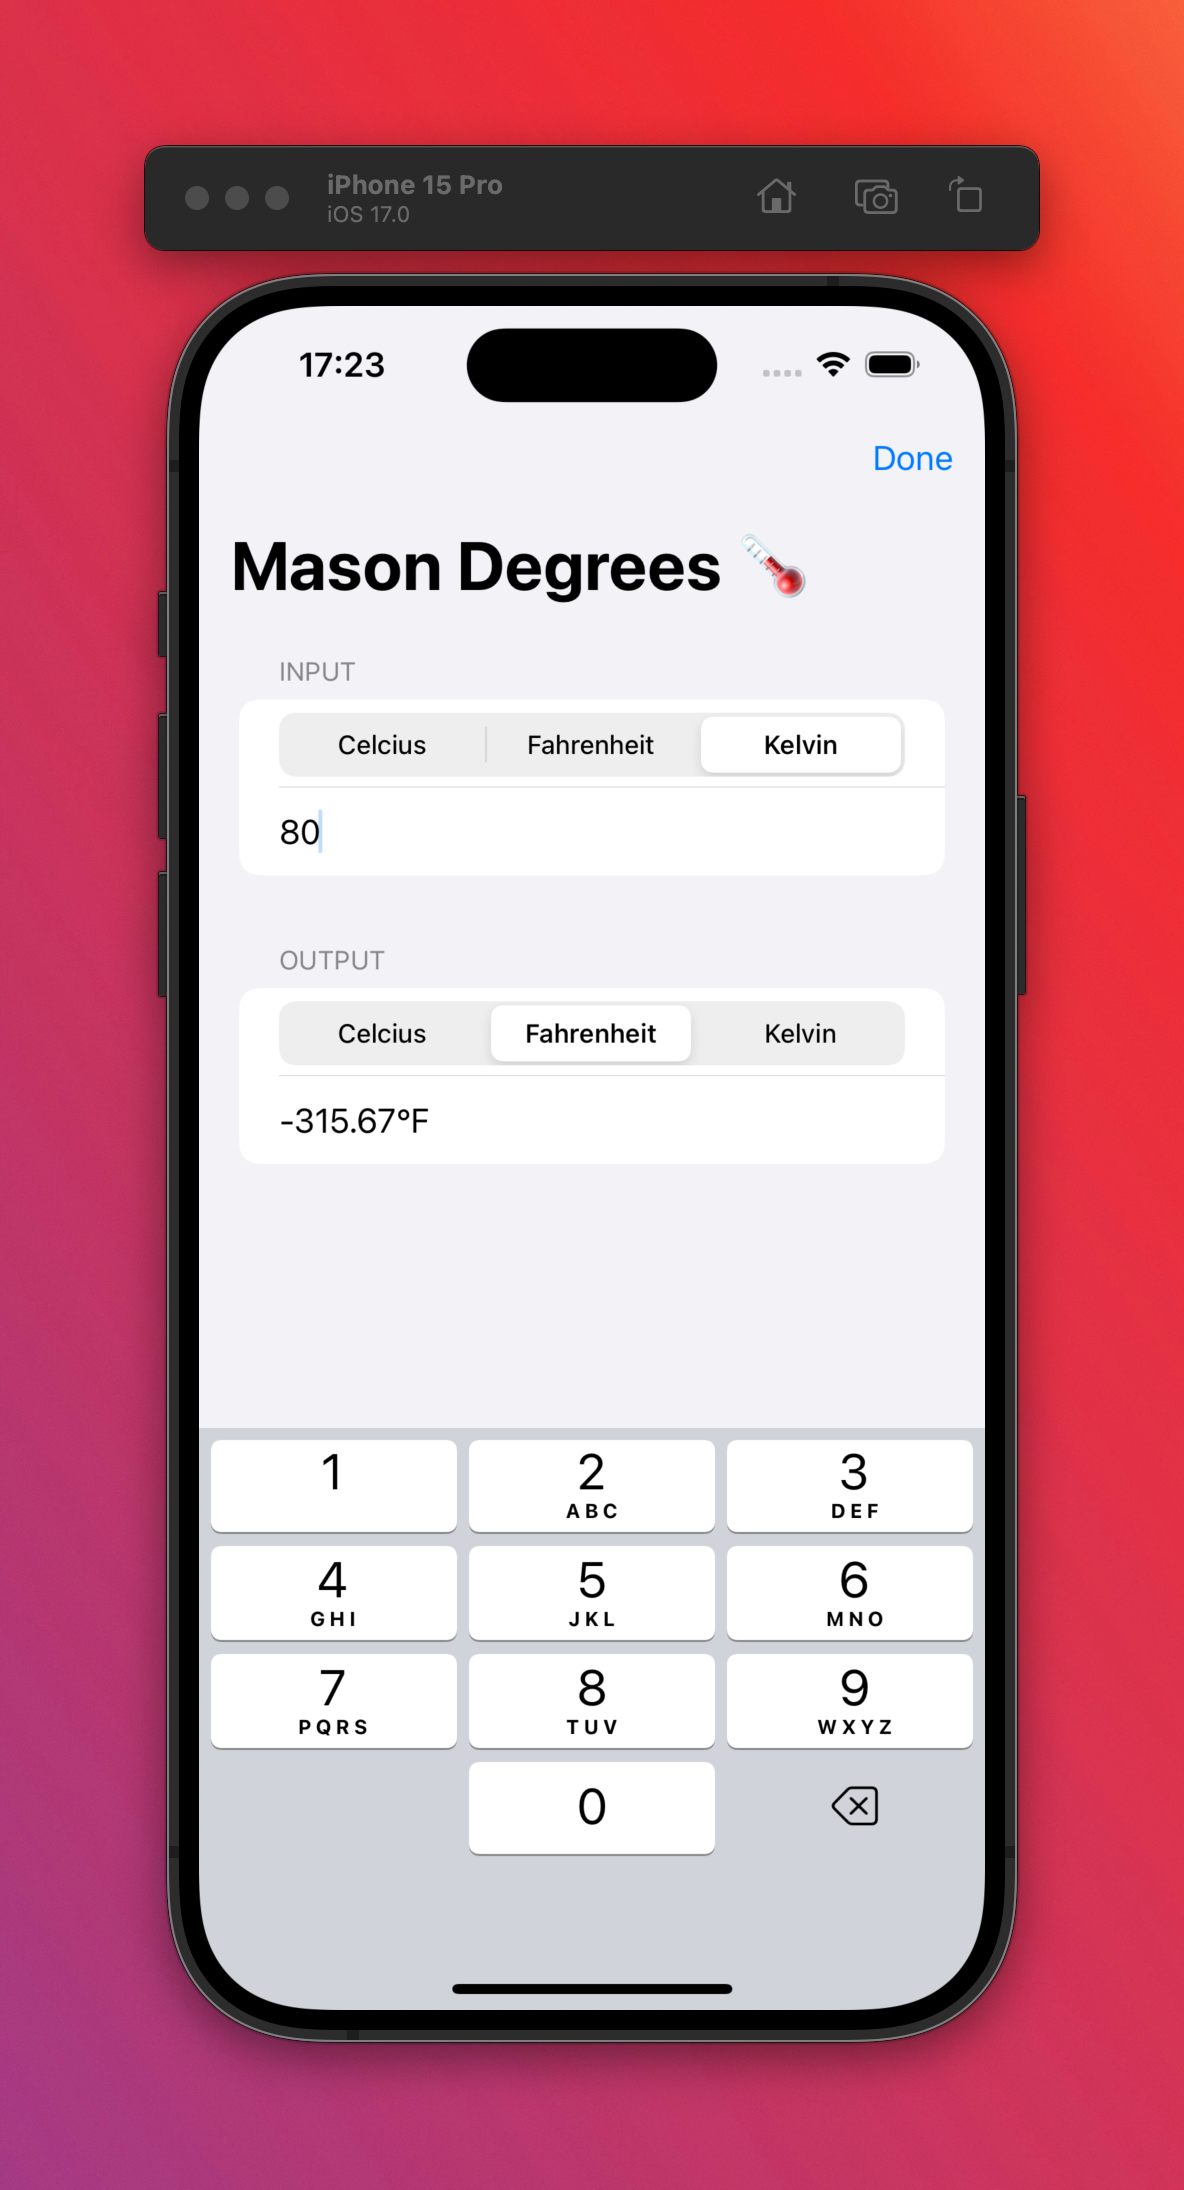 iPhone 15 Pro
iOS 17.0
17:23
Done
Mason Degrees 🌡️
INPUT
Celcius Fahrenheit Kelvin
80
OUTPUT
Celcius Fahrenheit Kelvin
-315.67°F
1 2 3
ABC DEF
4 5 6
GHI JKL MNO
7 8 9
PQRS TUV WXYZ
0